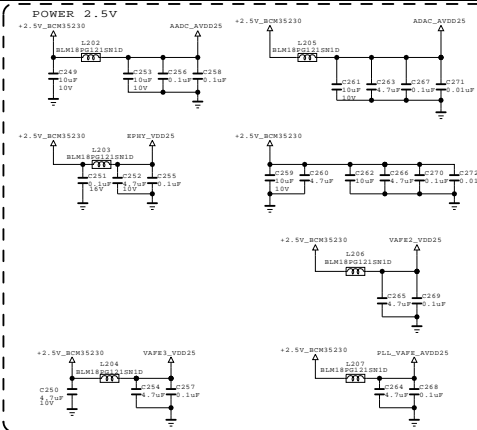 POWER 2.5V
+2.5V_BCM35230
AADC_AVDD25
L202
BLM18PG121SN1D
C249
10uF
10V
C253
10uF
10V
C256
0.1uF
C258
0.1uF
+2.5V_BCM35230
ADAC_AVDD25
L205
BLM18PG121SN1D
C261
10uF
10V
C263
4.7uF
C267
0.1uF
C271
0.01uF
+2.5V_BCM35230
EPHY_VDD25
L203
BLM18PG121SN1D
C251
0.1uF
16V
C252
4.7uF
10V
C255
0.1uF
+2.5V_BCM35230
C259
10uF
10V
C260
4.7uF
C262
10uF
C266
4.7uF
C270
0.1uF
C272
0.01
+2.5V_BCM35230
VAFE2_VDD25
L206
BLM18PG121SN1D
C265
4.7uF
C269
0.1uF
+2.5V_BCM35230
VAFE3_VDD25
L204
BLM18PG121SN1D
C250
4.7uF
10V
C254
4.7uF
C257
0.1uF
+2.5V_BCM35230
PLL_VAFE_AVDD25
L207
BLM18PG121SN1D
C264
4.7uF
C268
0.1uF